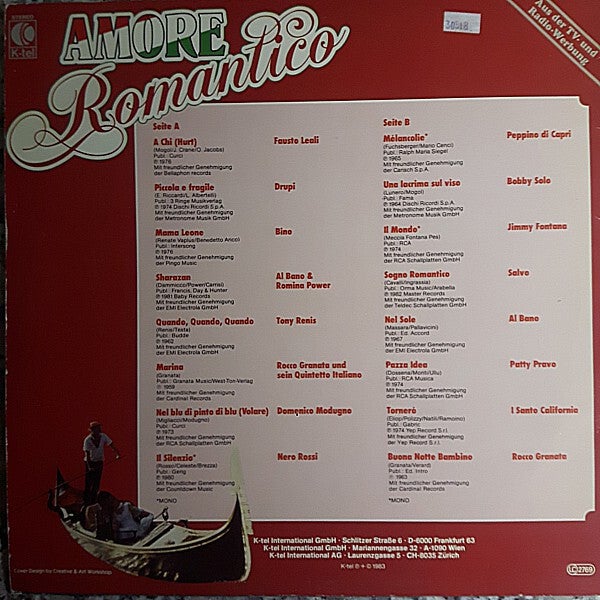 STEREO
K-tel
AMORE
Romantico
30.18
Aus der TV- und
Radio-Werbung
Seite A
A Chi (Hurt) Fausto Leali
(Mogol/J. Crane/O. Jacobs)
Publ.: Curci
℗ 1976
Mit freundlicher Genehmigung
der Bellaphon records
Piccola e fragile Drupi
(E. Riccardi/L. Albertelli)
Publ.: 3 Ringe Musikverlag
℗ 1974 Dischi Ricordi S.p.A.
Mit freundlicher Genehmigung
der Metronome Musik GmbH
Mama Leone Bino
(Renate Vaplus/Benedetto Arico)
Publ.: Intersong
℗ 1976
Mit freundlicher Genehmigung
der Pingo Music
Sharazan Al Bano &
Romina Power
(Dammicco/Power/Carrisi)
Publ.: Francis, Day & Hunter
℗ 1981 Baby Records
Mit freundlicher Genehmigung
der EMI Electrola GmbH
Quando, Quando, Quando Tony Renis
(Renis/Testa)
Publ.: Budde
℗ 1962
Mit freundlicher Genehmigung
der EMI Electrola GmbH
Marina Rocco Granata und
sein Quintetto Italiano
(Granata)
Publ.: Granata Music/West-Ton-Verlag
℗ 1959
Mit freundlicher Genehmigung
der Cardinal Records
Nel blu di pinto di blu (Volare) Domenico Modugno
(Migliacci/Modugno)
Publ.: Curci
℗ 1973
Mit freundlicher Genehmigung
der RCA Schallplatten GmbH
Il Silenzio* Nero Rossi
(Rosso/Celeste/Brezza)
Publ.: Geng
℗ 1980
Mit freundlicher Genehmigung
der Countdown Music
*MONO
Seite B
Mélancolie* Peppino di Capri
(Fuchsberger/Mario Cenci)
Publ.: Ralph Maria Siegel
℗ 1965
Mit freundlicher Genehmigung
der Carisch S.p.A.
Una lacrima sul viso Bobby Solo
(Lunero/Mogol)
Publ.: Fama
℗ 1964 Dischi Ricordi S.p.A.
Mit freundlicher Genehmigung
der Metronome Musik GmbH
Il Mondo* Jimmy Fontana
(Meccia Fontana Pes)
Publ.: RCA
℗ 1974
Mit freundlicher Genehmigung
der RCA Schallplatten GmbH
Sogno Romantico Salvo
(Cavalli/Ingrassia)
Publ.: Orma Music/Arabella
℗ 1982 Master Records
Mit freundlicher Genehmigung
der Teldec Schallplatten GmbH
Nel Sole Al Bano
(Massara/Pallavicini)
Publ.: Ed. Accord
℗ 1967
Mit freundlicher Genehmigung
der EMI Electrola GmbH
Pazza Idea Patty Pravo
(Dossena/Monti/Ullu)
Publ.: RCA Musica
℗ 1974
Mit freundlicher Genehmigung
der RCA Schallplatten GmbH
Torneró I Santo California
(Eliop/Polizzy/Natili/Ramoino)
Publ.: Gabric
℗ 1974 Yep Record S.r.l.
Mit freundlicher Genehmigung
der Yep Record S.r.l.
Buona Notte Bambino Rocco Granata
(Granata/Verard)
Publ.: Ed. Intro
℗ 1963
Mit freundlicher Genehmigung
der Cardinal Records
*MONO
K-tel International GmbH · Schlitzer Straße 6 · D-6000 Frankfurt 63
K-tel International GmbH · Mariannengasse 32 · A-1090 Wien
K-tel International AG · Laurenzgasse 5 · CH-8035 Zürich
K-tel ℗ + © 1983
LC 2769
Cover Design by Creative & Art Workshop